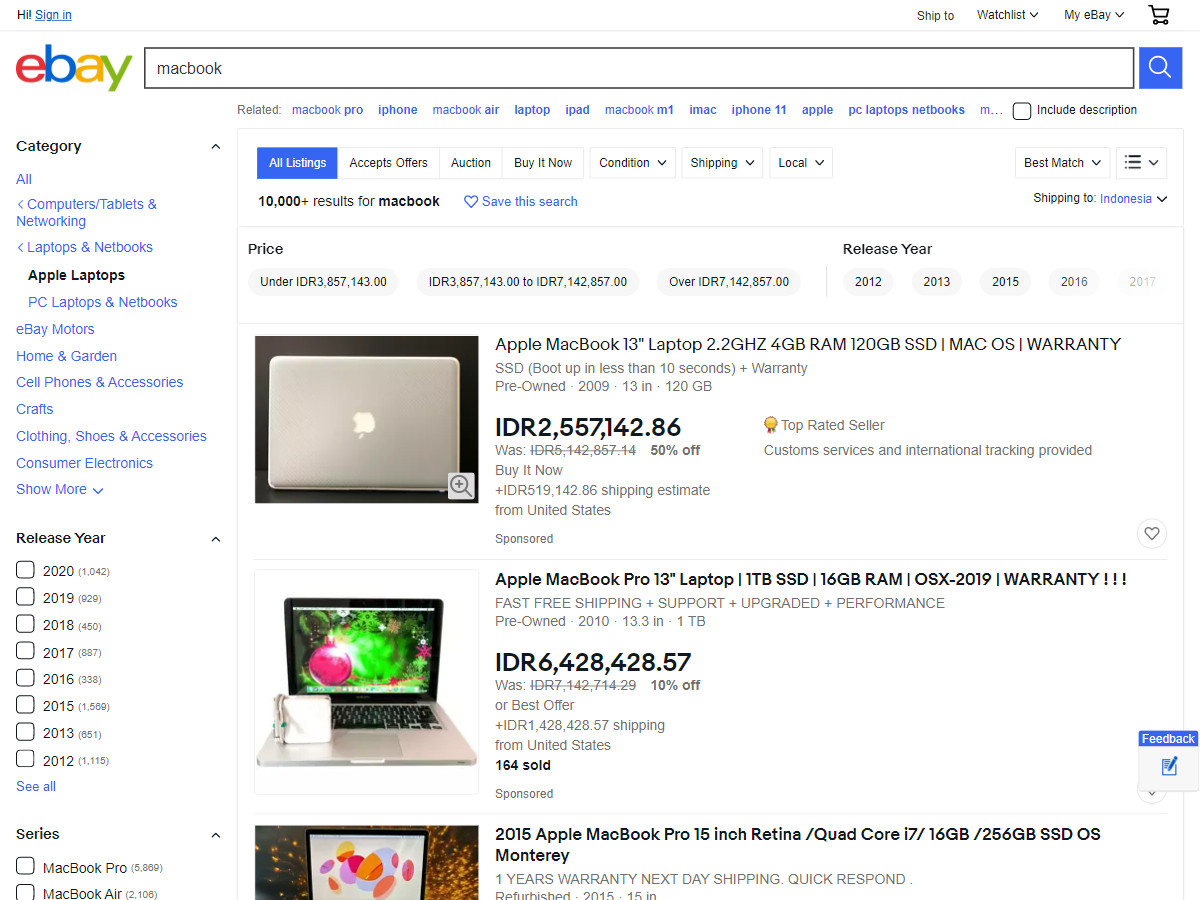 Hi! Sign in
Ship to
Watchlist
My eBay
ebay
macbook
Related: macbook pro iphone macbook air laptop ipad macbook m1 imac iphone 11 apple pc laptops netbooks m...
Include description
Category
All
Computers/Tablets & Networking
Laptops & Netbooks
Apple Laptops
PC Laptops & Netbooks
eBay Motors
Home & Garden
Cell Phones & Accessories
Crafts
Clothing, Shoes & Accessories
Consumer Electronics
Show More
Release Year
2020 (1,042)
2019 (929)
2018 (450)
2017 (887)
2016 (338)
2015 (1,569)
2013 (651)
2012 (1,115)
See all
Series
MacBook Pro (5,869)
MacBook Air (2,106)
All Listings
Accepts Offers
Auction
Buy It Now
Condition
Shipping
Local
Best Match
10,000+ results for macbook
Save this search
Shipping to: Indonesia
Price
Under IDR3,857,143.00
IDR3,857,143.00 to IDR7,142,857.00
Over IDR7,142,857.00
Release Year
2012
2013
2015
2016
2017
Apple MacBook 13" Laptop 2.2GHZ 4GB RAM 120GB SSD | MAC OS | WARRANTY
SSD (Boot up in less than 10 seconds) + Warranty
Pre-Owned · 2009 · 13 in · 120 GB
IDR2,557,142.86
Was: IDR5,142,857.14 50% off
Buy It Now
+IDR519,142.86 shipping estimate
from United States
Sponsored
Top Rated Seller
Customs services and international tracking provided
Apple MacBook Pro 13" Laptop | 1TB SSD | 16GB RAM | OSX-2019 | WARRANTY ! ! !
FAST FREE SHIPPING + SUPPORT + UPGRADED + PERFORMANCE
Pre-Owned · 2010 · 13.3 in · 1 TB
IDR6,428,428.57
Was: IDR7,142,714.29 10% off
or Best Offer
+IDR1,428,428.57 shipping
from United States
164 sold
Sponsored
Feedback
2015 Apple MacBook Pro 15 inch Retina /Quad Core i7/ 16GB /256GB SSD OS
Monterey
1 YEARS WARRANTY NEXT DAY SHIPPING. QUICK RESPOND .
Refurbished · 2015 · 15 in